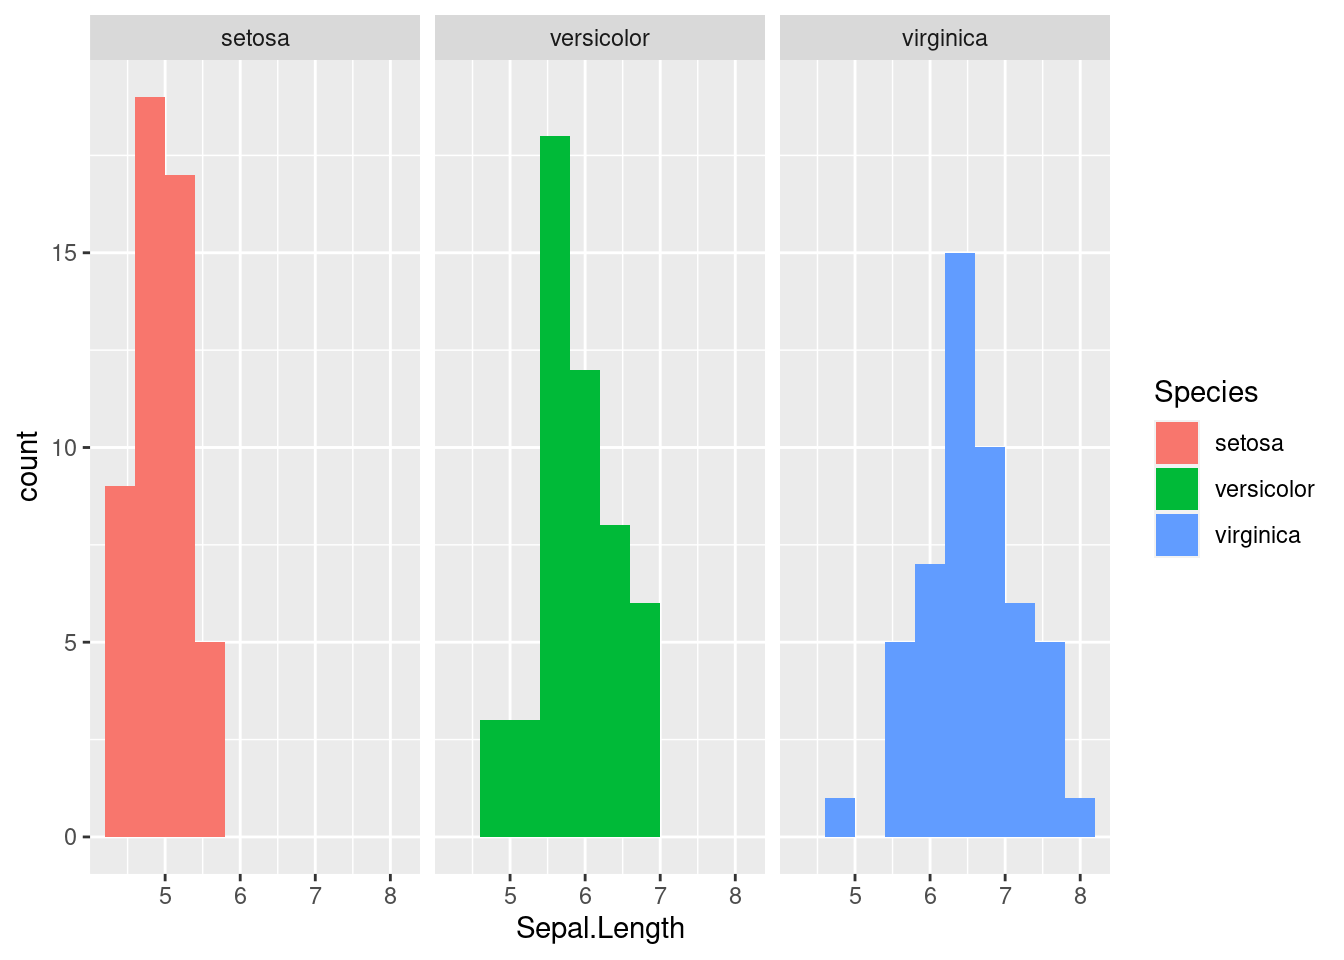 setosa
versicolor
virginica
count
15
10
5
0
5 6 7 8
5 6 7 8
5 6 7 8
Sepal.Length
Species
setosa
versicolor
virginica